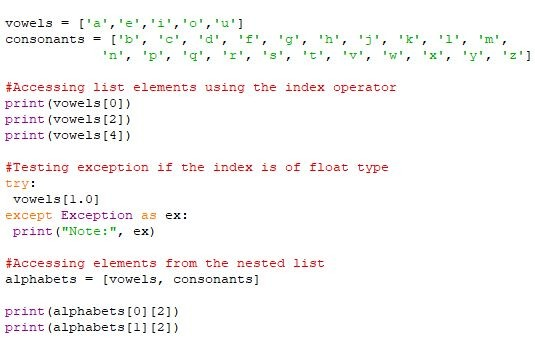 vowels = ['a','e','i','o','u']
consonants = ['b', 'c', 'd', 'f', 'g', 'h', 'j', 'k', 'l', 'm',
'n', 'p', 'q', 'r', 's', 't', 'v', 'w', 'x', 'y', 'z']
#Accessing list elements using the index operator
print(vowels[0])
print(vowels[2])
print(vowels[4])
#Testing exception if the index is of float type
try:
vowels[1.0]
except Exception as ex:
print("Note:", ex)
#Accessing elements from the nested list
alphabets = [vowels, consonants]
print(alphabets[0][2])
print(alphabets[1][2])